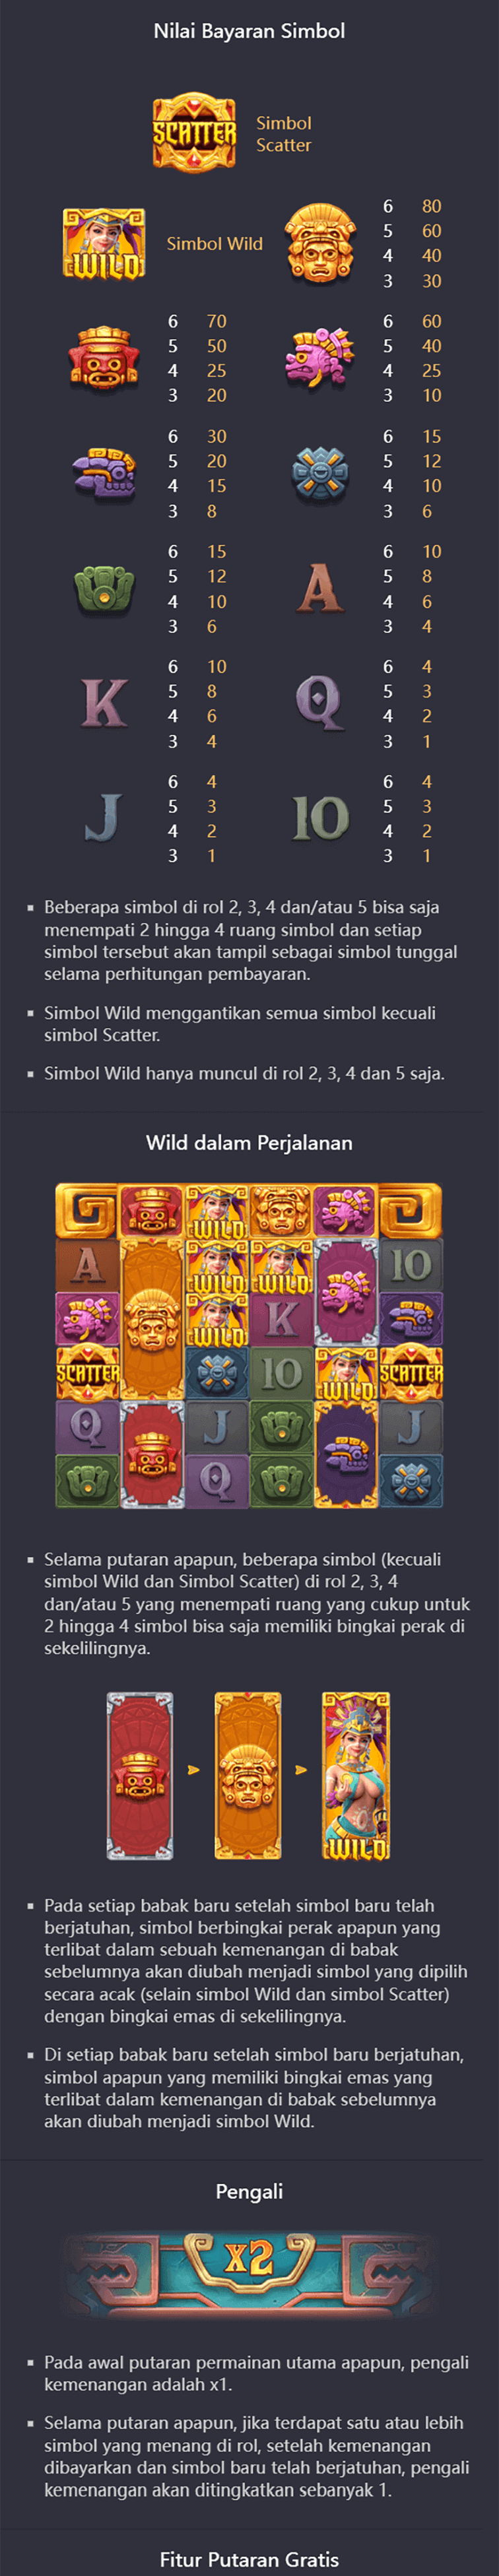 Nilai Bayaran Simbol
SCATTER
Simbol
Scatter
WILD
Simbol Wild
6 80
5 60
4 40
3 30
6 70
5 50
4 25
3 20
6 60
5 40
4 25
3 10
6 30
5 20
4 15
3 8
6 15
5 12
4 10
3 6
6 15
5 12
4 10
3 6
A
6 10
5 8
4 6
3 4
K
6 10
5 8
4 6
3 4
Q
6 4
5 3
4 2
3 1
J
6 4
5 3
4 2
3 1
10
6 4
5 3
4 2
3 1
Beberapa simbol di rol 2, 3, 4 dan/atau 5 bisa saja
menempati 2 hingga 4 ruang simbol dan setiap
simbol tersebut akan tampil sebagai simbol tunggal
selama perhitungan pembayaran.
Simbol Wild menggantikan semua simbol kecuali
simbol Scatter.
Simbol Wild hanya muncul di rol 2, 3, 4 dan 5 saja.
Wild dalam Perjalanan
WILD
A WILD WILD 10
WILD K
SCATTER 10 WILD SCATTER
Q J J
Q
Selama putaran apapun, beberapa simbol (kecuali
simbol Wild dan Simbol Scatter) di rol 2, 3, 4
dan/atau 5 yang menempati ruang yang cukup untuk
2 hingga 4 simbol bisa saja memiliki bingkai perak di
sekelilingnya.
WILD
Pada setiap babak baru setelah simbol baru telah
berjatuhan, simbol berbingkai perak apapun yang
terlibat dalam sebuah kemenangan di babak
sebelumnya akan diubah menjadi simbol yang dipilih
secara acak (selain simbol Wild dan simbol Scatter)
dengan bingkai emas di sekelilingnya.
Di setiap babak baru setelah simbol baru berjatuhan,
simbol apapun yang memiliki bingkai emas yang
terlibat dalam kemenangan di babak sebelumnya
akan diubah menjadi simbol Wild.
Pengali
x2
Pada awal putaran permainan utama apapun, pengali
kemenangan adalah x1.
Selama putaran apapun, jika terdapat satu atau lebih
simbol yang menang di rol, setelah kemenangan
dibayarkan dan simbol baru telah berjatuhan, pengali
kemenangan akan ditingkatkan sebanyak 1.
Fitur Putaran Gratis